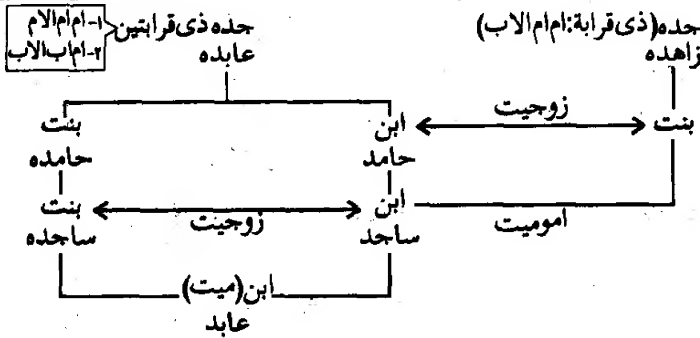 جده(ذی قرابة:ام ام الاب)
زاهده
جده ذی قرابتین
عابده
۱-ام ام الام
۲-ام اب الاب
بنت
زوجیت
ابن
حامد
بنت
حامده
امومیت
ابن
ساجد
زوجیت
بنت
ساجده
ابن(میت)
عابد